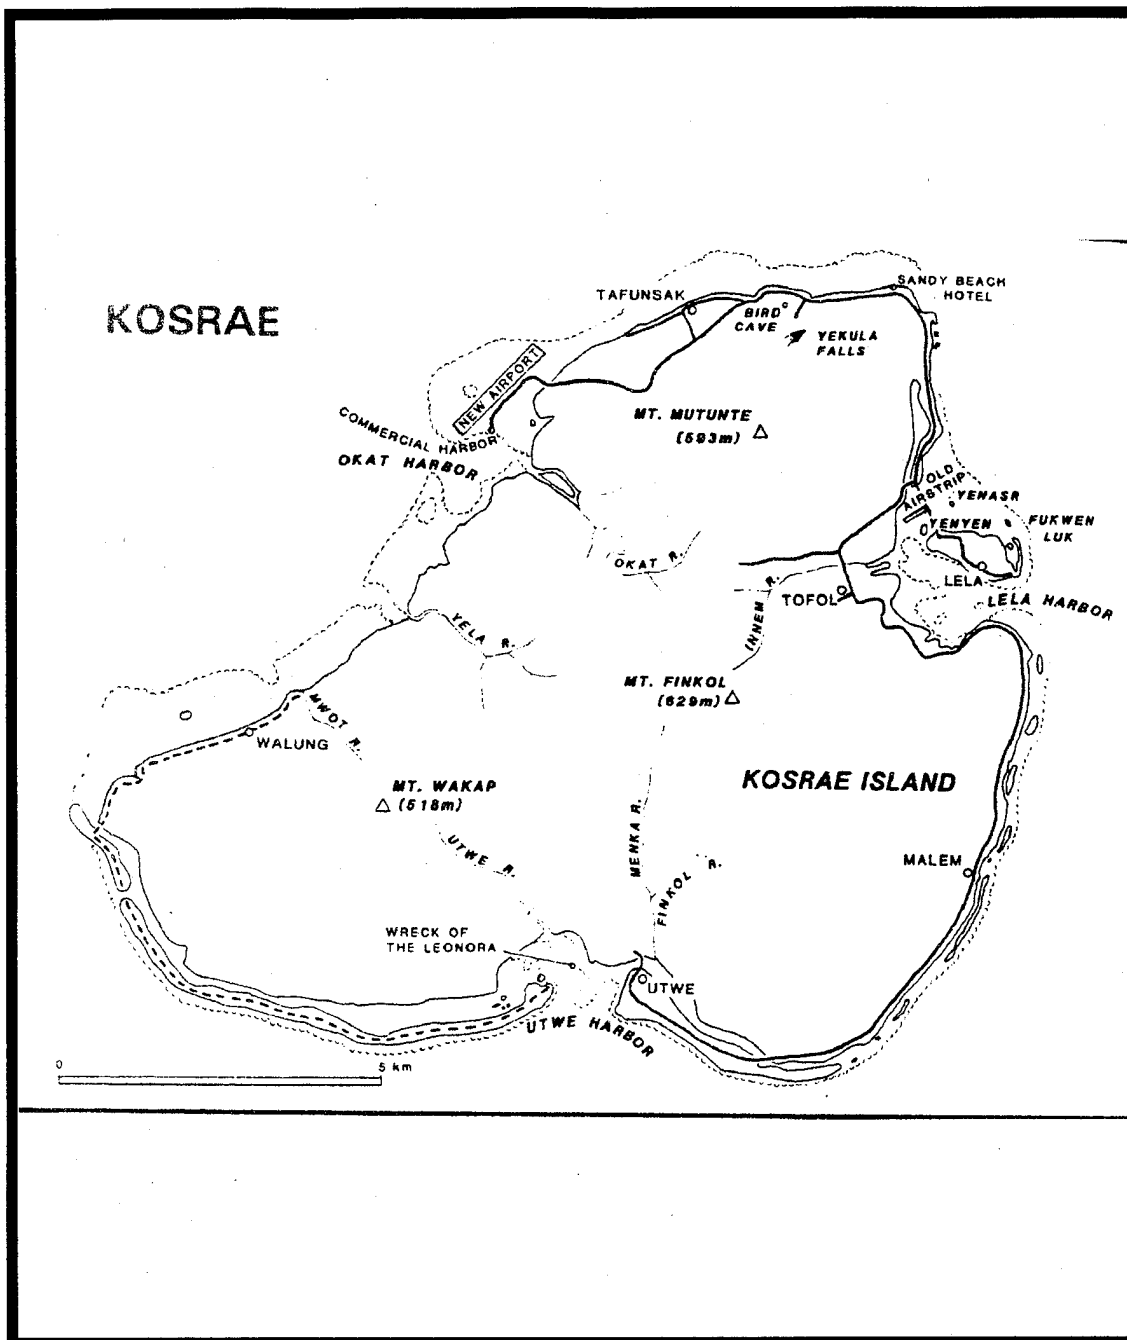 KOSRAE
TAFUNSAK
SANDY BEACH
HOTEL
BIRD
CAVE
YEKULA
FALLS
NEW AIRPORT
COMMERCIAL HARBOR
OKAT HARBOR
MT. MUTUNTE
(593m)
OLD
AIRSTRIP
YENASR
YENYEN
FUKWEN
LUK
LELA
LELA HARBOR
OKAT R.
INNEM R.
TOFOL
YELA R.
MT. FINKOL
(629m)
MWOT R.
WALUNG
MT. WAKAP
(518m)
KOSRAE ISLAND
UTWE R.
MENKA R.
FINKOL R.
MALEM
WRECK OF
THE LEONORA
UTWE
UTWE HARBOR
0 5 km